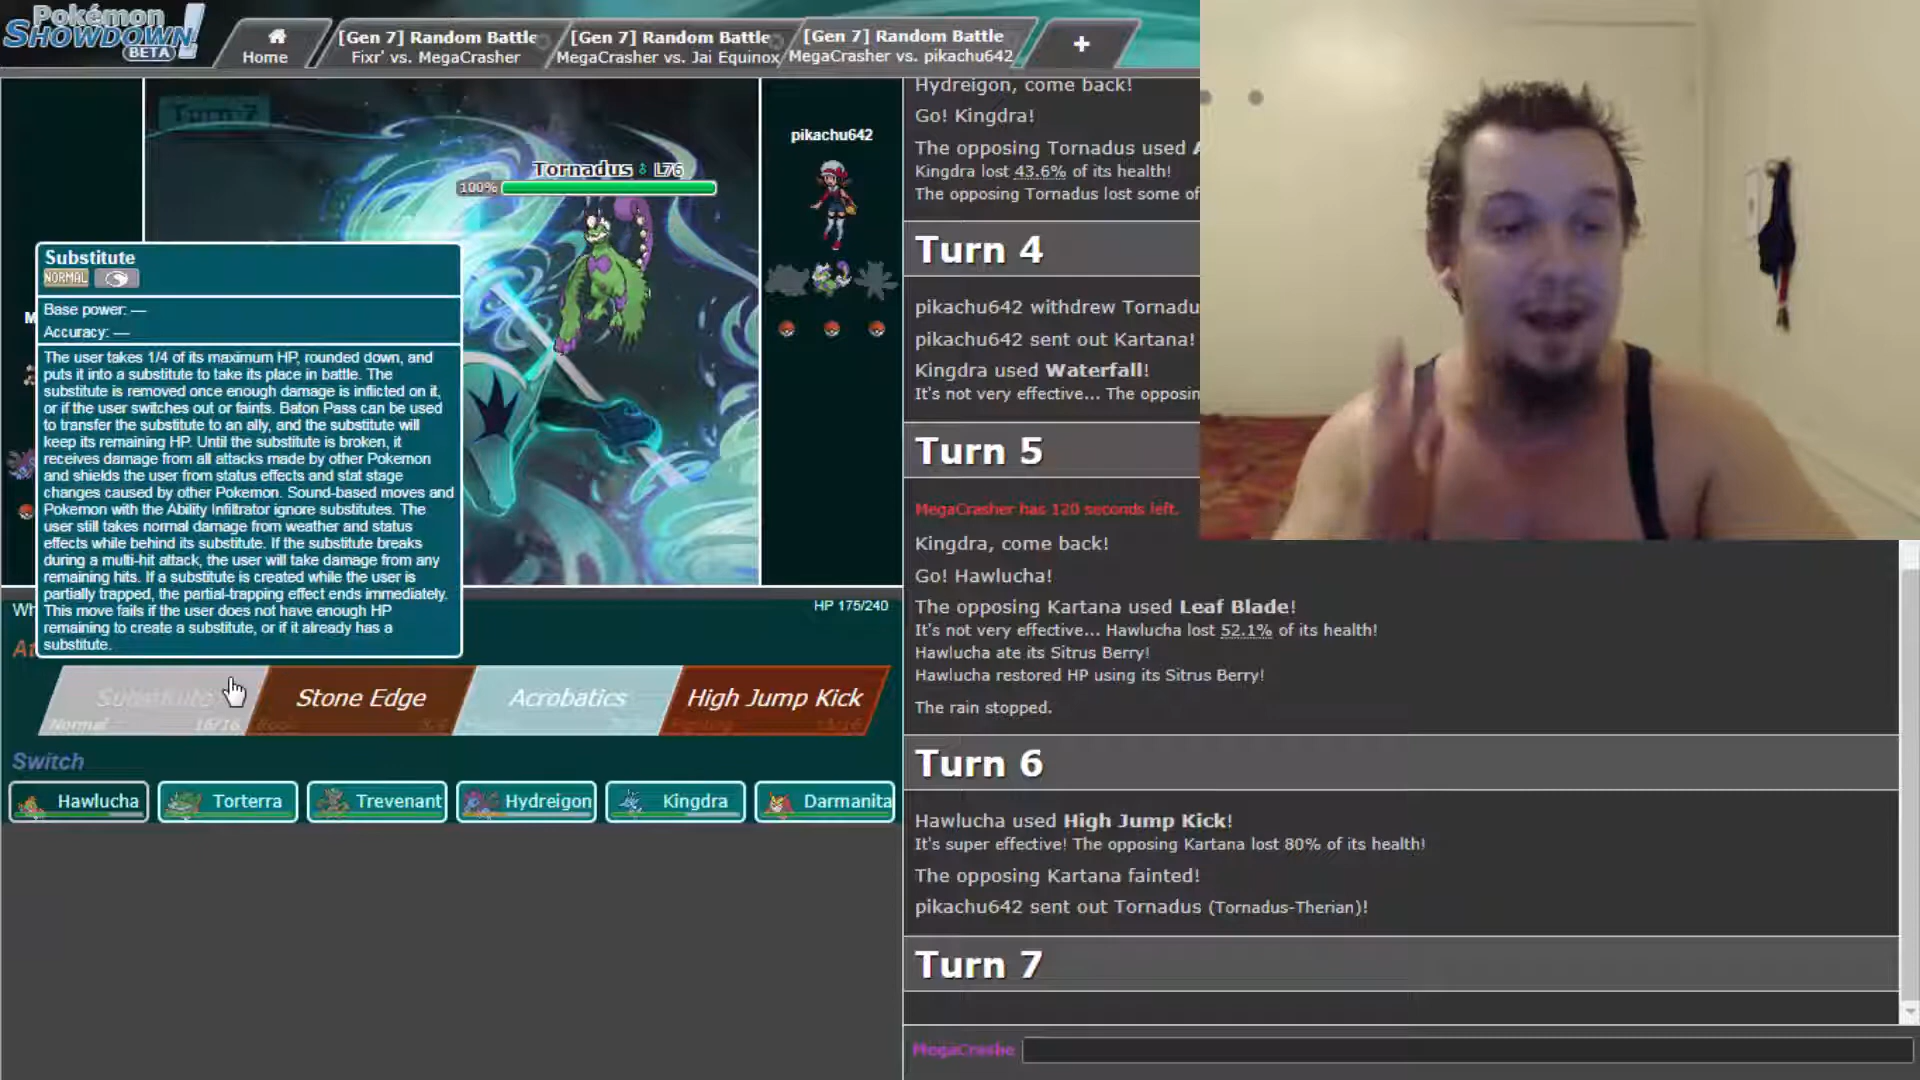 Pokémon
SHOWDOWN!
BETA
Home
[Gen 7] Random Battle
Fixr' vs. MegaCrasher
[Gen 7] Random Battle
MegaCrasher vs. Jai Equinox
[Gen 7] Random Battle
MegaCrasher vs. pikachu642
+
Turn 7
Tornadus L76
100%
pikachu642
Substitute
NORMAL
Base power: —
Accuracy: —
The user takes 1/4 of its maximum HP, rounded down, and
puts it into a substitute to take its place in battle. The
substitute is removed once enough damage is inflicted on it,
or if the user switches out or faints. Baton Pass can be used
to transfer the substitute to an ally, and the substitute will
keep its remaining HP. Until the substitute is broken, it
receives damage from all attacks made by other Pokemon
and shields the user from status effects and stat stage
changes caused by other Pokemon. Sound-based moves and
Pokemon with the Ability Infiltrator ignore substitutes. The
user still takes normal damage from weather and status
effects while behind its substitute. If the substitute breaks
during a multi-hit attack, the user will take damage from any
remaining hits. If a substitute is created while the user is
partially trapped, the partial-trapping effect ends immediately.
This move fails if the user does not have enough HP
remaining to create a substitute, or if it already has a
substitute.
HP 175/240
Substitute
Normal 16/16
Stone Edge
Acrobatics
High Jump Kick
Fighting
Switch
Hawlucha
Torterra
Trevenant
Hydreigon
Kingdra
Darmanita
Hydreigon, come back!
Go! Kingdra!
The opposing Tornadus used
Kingdra lost 43.6% of its health!
The opposing Tornadus lost some of
Turn 4
pikachu642 withdrew Tornadu
pikachu642 sent out Kartana!
Kingdra used Waterfall!
It's not very effective... The opposin
Turn 5
MegaCrasher has 120 seconds left.
Kingdra, come back!
Go! Hawlucha!
The opposing Kartana used Leaf Blade!
It's not very effective... Hawlucha lost 52.1% of its health!
Hawlucha ate its Sitrus Berry!
Hawlucha restored HP using its Sitrus Berry!
The rain stopped.
Turn 6
Hawlucha used High Jump Kick!
It's super effective! The opposing Kartana lost 80% of its health!
The opposing Kartana fainted!
pikachu642 sent out Tornadus (Tornadus-Therian)!
Turn 7
MegaCrashe